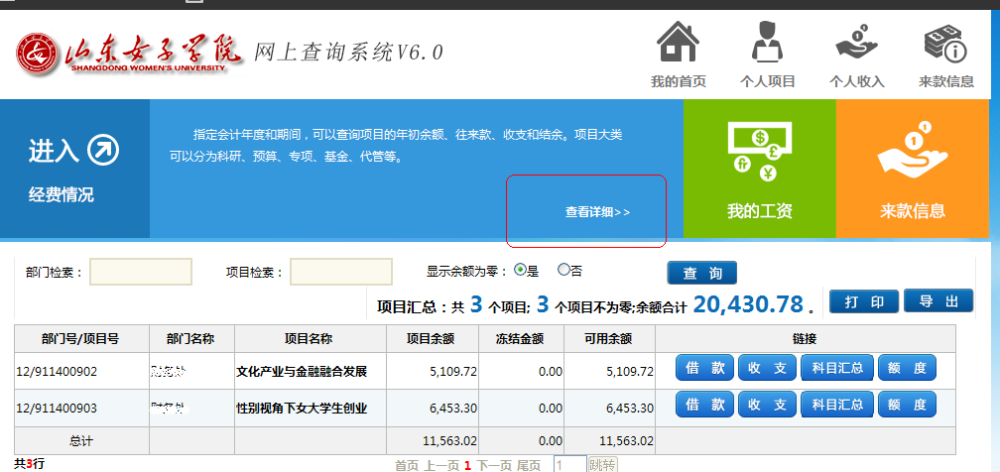 山东女子学院 网上查询系统V6.0
SHANDONG WOMEN'S UNIVERSITY
我的首页 个人项目 个人收入 来款信息
进入
经费情况
指定会计年度和期间，可以查询项目的年初余额、往来款、收支和结余。项目大类
可以分为科研、预算、专项、基金、代管等。
查看详细>>
我的工资
来款信息
部门检索： 项目检索： 显示余额为零： 是 否 查 询
项目汇总：共 3 个项目; 3 个项目不为零;余额合计 20,430.78 。 打 印 导 出
部门号/项目号 部门名称 项目名称 项目余额 冻结金额 可用余额 链接
12/911400902 文化产业与金融融合发展 5,109.72 0.00 5,109.72 借 款 收 支 科目汇总 额 度
12/911400903 性别视角下女大学生创业 6,453.30 0.00 6,453.30 借 款 收 支 科目汇总 额 度
总计 11,563.02 0.00 11,563.02
共3行 首页 上一页 1 下一页 尾页 1 跳转